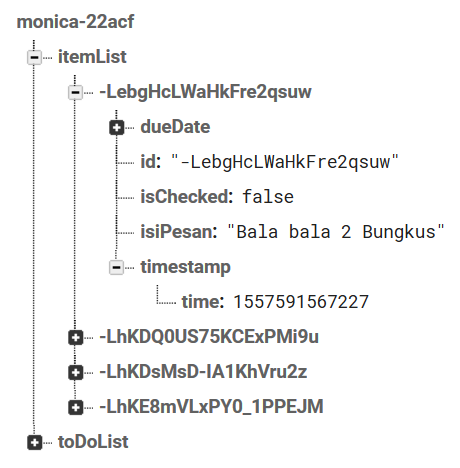 monica-22acf
itemList
-LebgHcLWaHkFre2qsuw
dueDate
id: "-LebgHcLWaHkFre2qsuw"
isChecked: false
isiPesan: "Bala bala 2 Bungkus"
timestamp
time: 1557591567227
-LhKDQ0US75KCExPMi9u
-LhKDsMsD-IA1KhVru2z
-LhKE8mVLxPY0_1PPEJM
toDoList